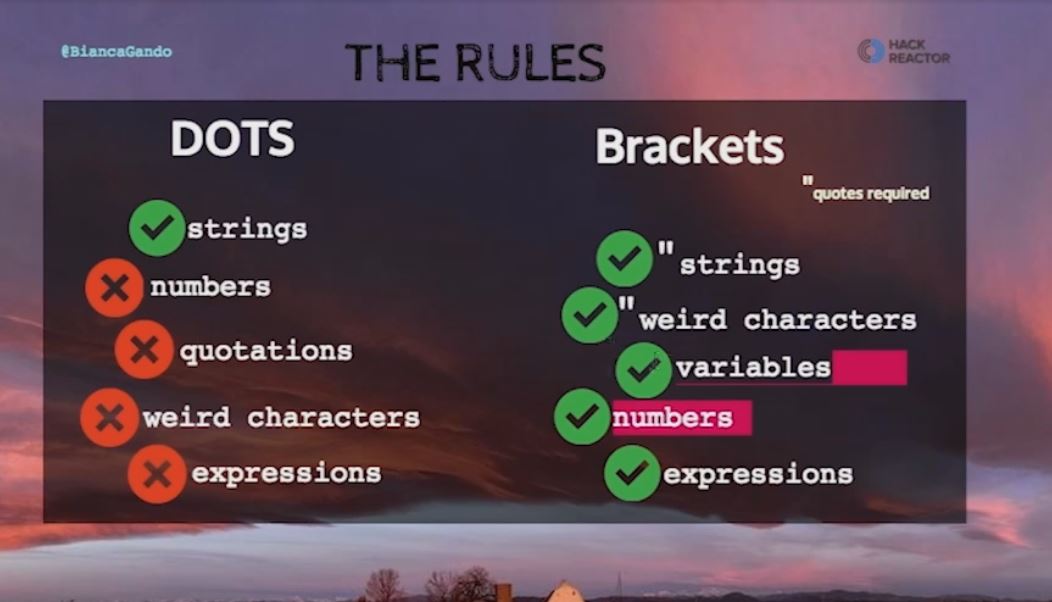 @BiancaGando
THE RULES
HACK
REACTOR
DOTS
strings
numbers
quotations
weird characters
expressions
Brackets
"quotes required
"strings
"weird characters
variables
numbers
expressions